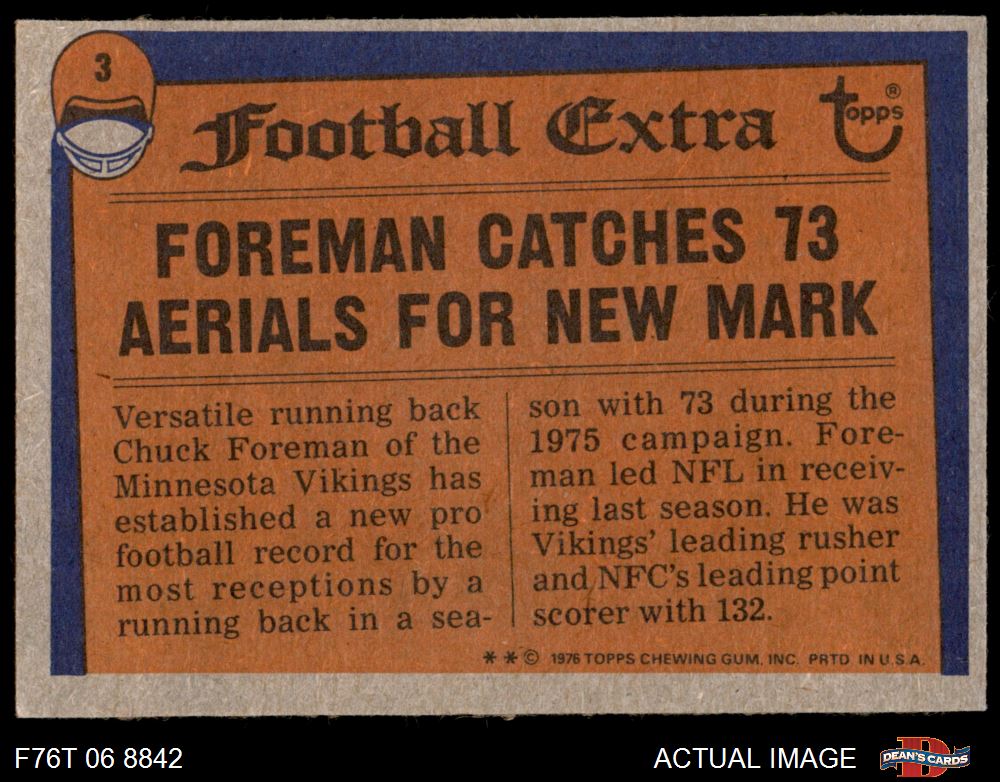 3
Football Extra
topps ®
FOREMAN CATCHES 73
AERIALS FOR NEW MARK
Versatile running back
Chuck Foreman of the
Minnesota Vikings has
established a new pro
football record for the
most receptions by a
running back in a sea-
son with 73 during the
1975 campaign. Fore-
man led NFL in receiv-
ing last season. He was
Vikings' leading rusher
and NFC's leading point
scorer with 132.
* * © 1976 TOPPS CHEWING GUM, INC. PRTD IN U.S.A.
F76T 06 8842
ACTUAL IMAGE
DEAN'S CARDS